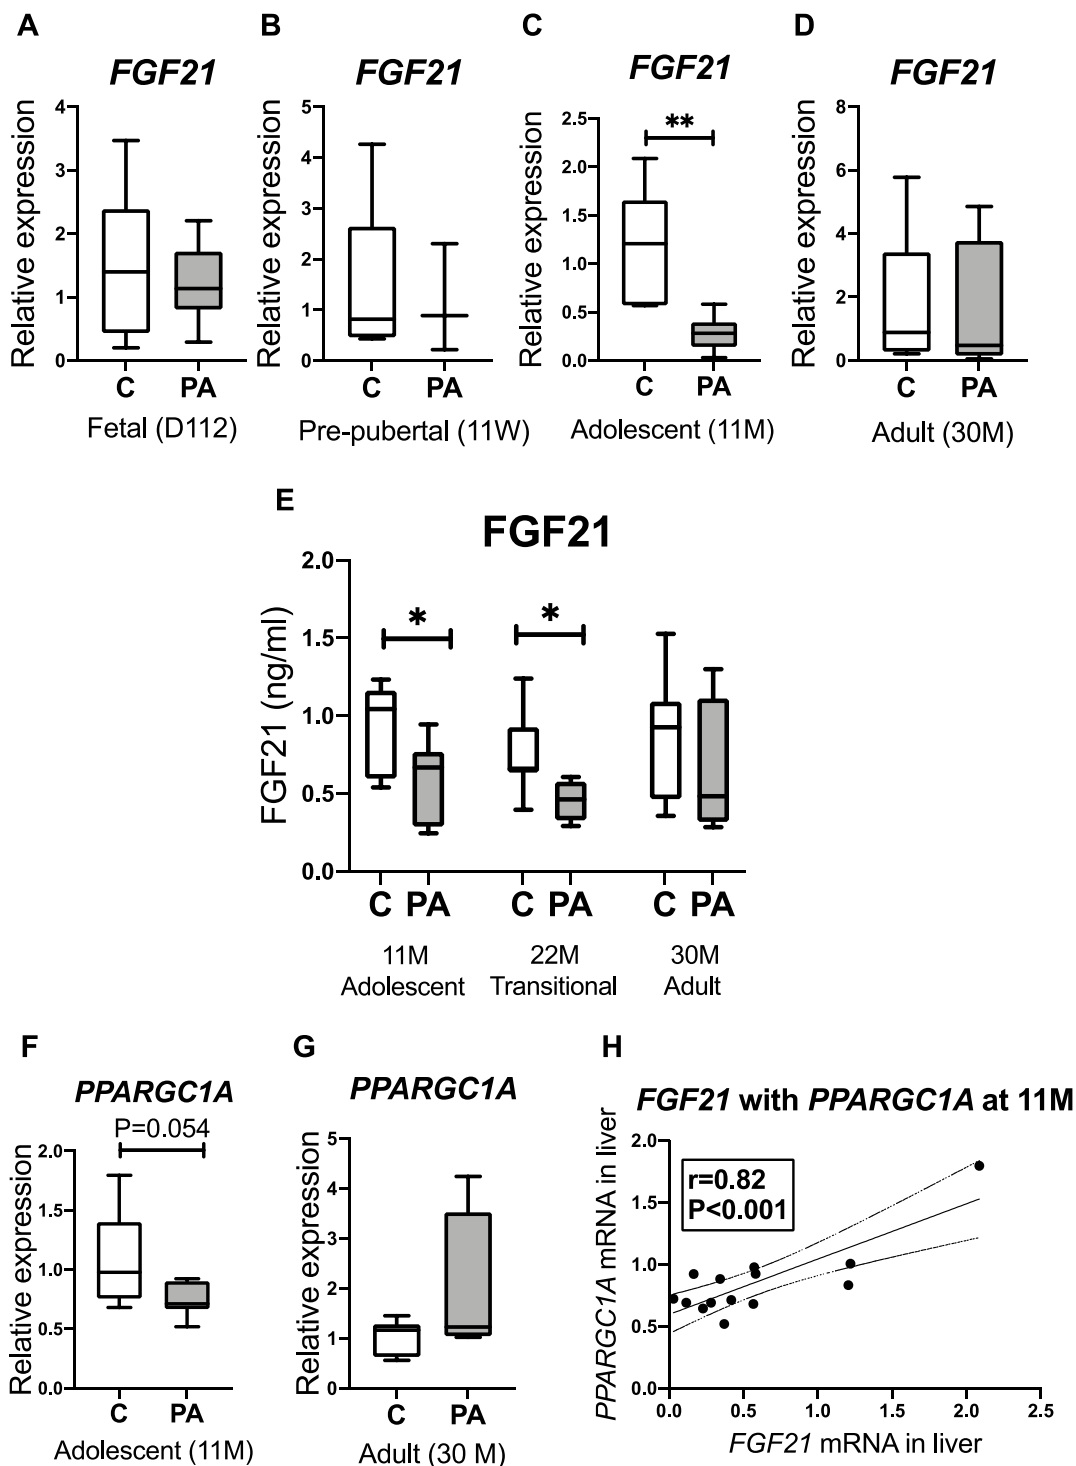 A
FGF21
Relative expression
4
3
2
1
0
C PA
Fetal (D112)
B
FGF21
Relative expression
5
4
3
2
1
0
C PA
Pre-pubertal (11W)
C
FGF21
Relative expression
2.5
2.0
1.5
1.0
0.5
0.0
**
C PA
Adolescent (11M)
D
FGF21
Relative expression
8
6
4
2
0
C PA
Adult (30M)
E
FGF21
FGF21 (ng/ml)
2.0
1.5
1.0
0.5
0.0
*
*
C PA C PA C PA
11M 22M 30M
Adolescent Transitional Adult
F
PPARGC1A
P=0.054
Relative expression
2.0
1.5
1.0
0.5
0.0
C PA
Adolescent (11M)
G
PPARGC1A
Relative expression
5
4
3
2
1
0
C PA
Adult (30 M)
H
FGF21 with PPARGC1A at 11M
PPARGC1A mRNA in liver
2.0
1.5
1.0
0.5
0.0
r=0.82
P<0.001
0.0 0.5 1.0 1.5 2.0 2.5
FGF21 mRNA in liver